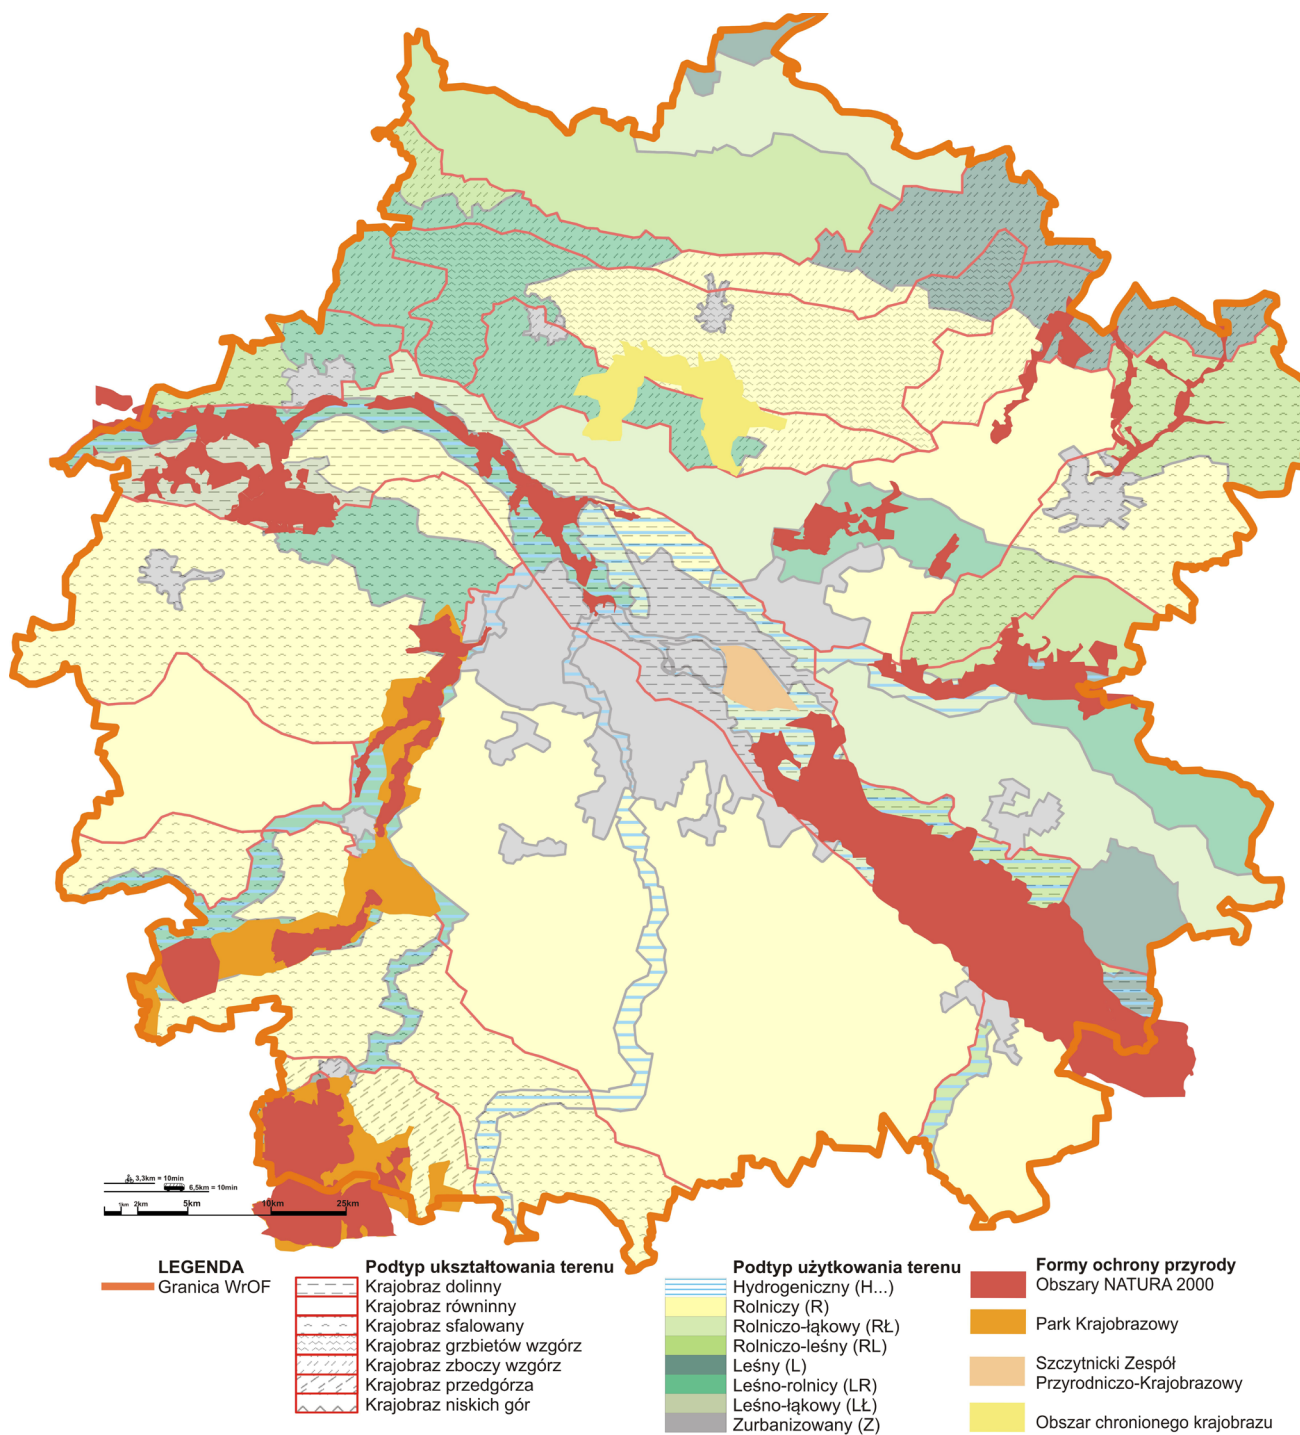 3,3km = 10min
6,5km = 10min
1km 2km 5km 10km 25km
LEGENDA
Granica WrOF
Podtyp ukształtowania terenu
Krajobraz dolinny
Krajobraz równinny
Krajobraz sfalowany
Krajobraz grzbietów wzgórz
Krajobraz zboczy wzgórz
Krajobraz przedgórza
Krajobraz niskich gór
Podtyp użytkowania terenu
Hydrogeniczny (H...)
Rolniczy (R)
Rolniczo-łąkowy (RŁ)
Rolniczo-leśny (RL)
Leśny (L)
Leśno-rolnicy (LR)
Leśno-łąkowy (LŁ)
Zurbanizowany (Z)
Formy ochrony przyrody
Obszary NATURA 2000
Park Krajobrazowy
Szczytnicki Zespół
Przyrodniczo-Krajobrazowy
Obszar chronionego krajobrazu